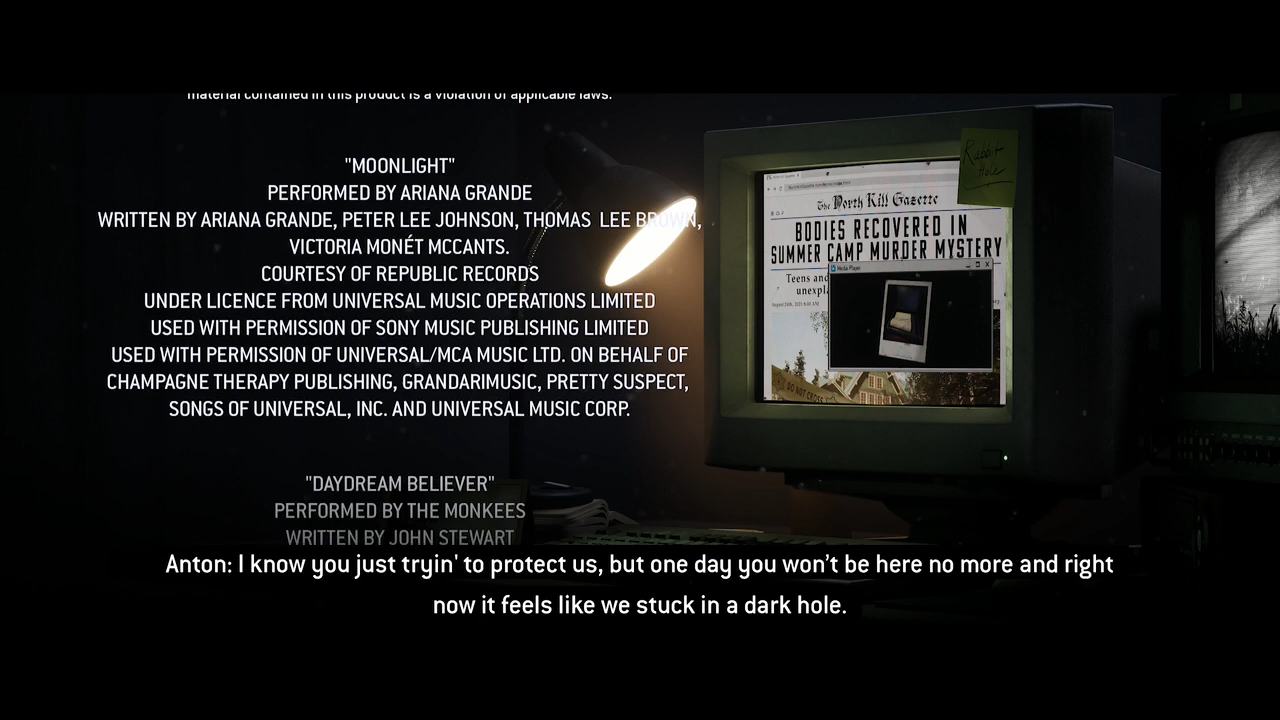 material contained in this product is a violation of applicable laws.
"MOONLIGHT"
PERFORMED BY ARIANA GRANDE
WRITTEN BY ARIANA GRANDE, PETER LEE JOHNSON, THOMAS LEE BROWN,
VICTORIA MONÉT MCCANTS.
COURTESY OF REPUBLIC RECORDS
UNDER LICENCE FROM UNIVERSAL MUSIC OPERATIONS LIMITED
USED WITH PERMISSION OF SONY MUSIC PUBLISHING LIMITED
USED WITH PERMISSION OF UNIVERSAL/MCA MUSIC LTD. ON BEHALF OF
CHAMPAGNE THERAPY PUBLISHING, GRANDARIMUSIC, PRETTY SUSPECT,
SONGS OF UNIVERSAL, INC. AND UNIVERSAL MUSIC CORP.
"DAYDREAM BELIEVER"
PERFORMED BY THE MONKEES
WRITTEN BY JOHN STEWART
Rabbit
Hole
The North Kill Gazette
BODIES RECOVERED IN
SUMMER CAMP MURDER MYSTERY
Teens and
Media Player
DO NOT CROSS
Anton: I know you just tryin' to protect us, but one day you won’t be here no more and right
now it feels like we stuck in a dark hole.